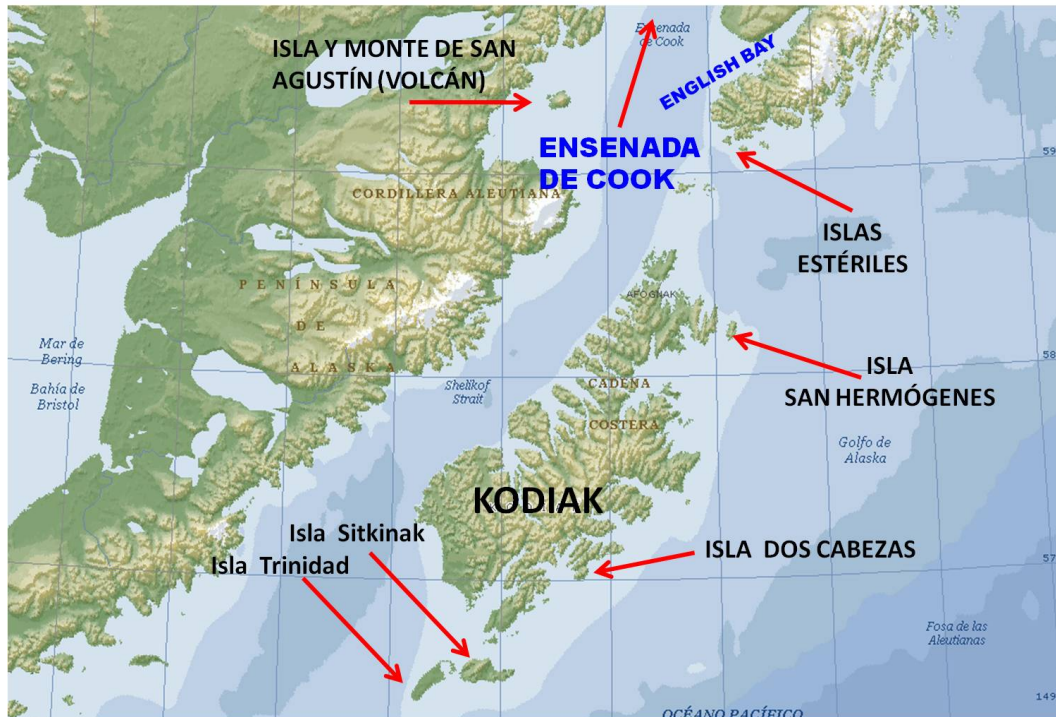 Ensenada
de Cook
ISLA Y MONTE DE SAN
AGUSTÍN (VOLCÁN)
ENGLISH BAY
ENSENADA
DE COOK
59
CORDILLERA ALEUTIANA
ISLAS
ESTÉRILES
PENÍNSULA
DE
ALASKA
AFOGNAK
Mar de
Bering
Bahía de
Bristol
Shelikof
Strait
58
ISLA
SAN HERMÓGENES
CADENA
COSTERA
Golfo de
Alaska
KODIAK
Isla Sitkinak
Isla Trinidad
ISLA DOS CABEZAS
57
Fosa de las
Aleutianas
149
OCÉANO PACÍFICO